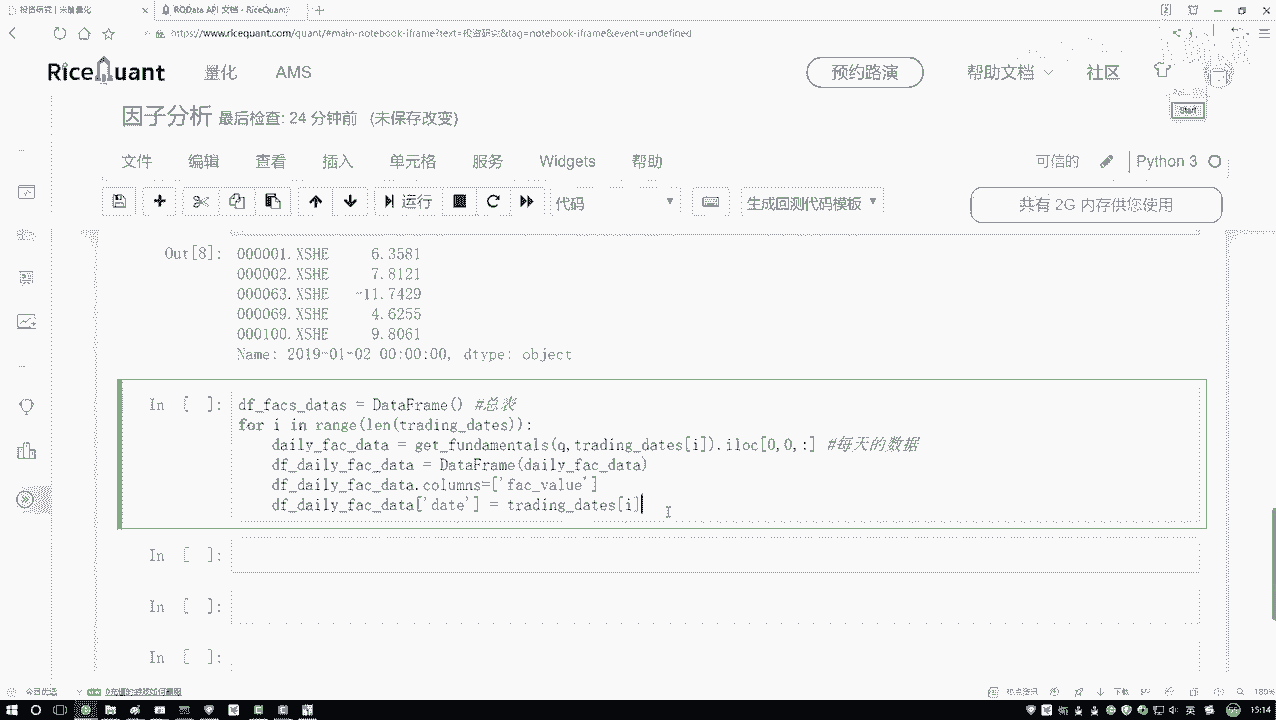 投资研究 | 米筐量化
RQData API 文档 - RiceQuant
https://www.ricequant.com/quant/#main-notebook-iframe?text=投资研究&tag=notebook-iframe&event=undefined
RiceQuant
量化
AMS
预约路演
帮助文档
社区
Start
因子分析 最后检查: 24 分钟前 (未保存改变)
文件
编辑
查看
插入
单元格
服务
Widgets
帮助
可信的
Python 3
运行
代码
生成回测代码模板
共有 2G 内存供您使用
Out[8]: 000001.XSHE 6.3581
000002.XSHE 7.8121
000063.XSHE -11.7429
000069.XSHE 4.6255
000100.XSHE 9.8061
Name: 2019-01-02 00:00:00, dtype: object
In [ ]: df_facs_datas = DataFrame() #总表
for i in range(len(trading_dates)):
daily_fac_data = get_fundamentals(q,trading_dates[i]).iloc[0,0,:] #每天的数据
df_daily_fac_data = DataFrame(daily_fac_data)
df_daily_fac_data.columns=['fac_value']
df_daily_fac_data['date'] = trading_dates[i]
In [ ]:
In [ ]:
In [ ]:
今日优选
下载
英
15:14